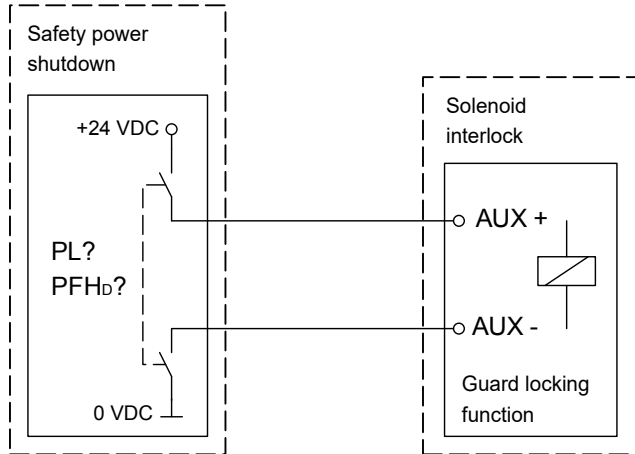 Safety power
shutdown
+24 VDC
PL?
PFHD?
0 VDC
Solenoid
interlock
AUX +
AUX -
Guard locking
function